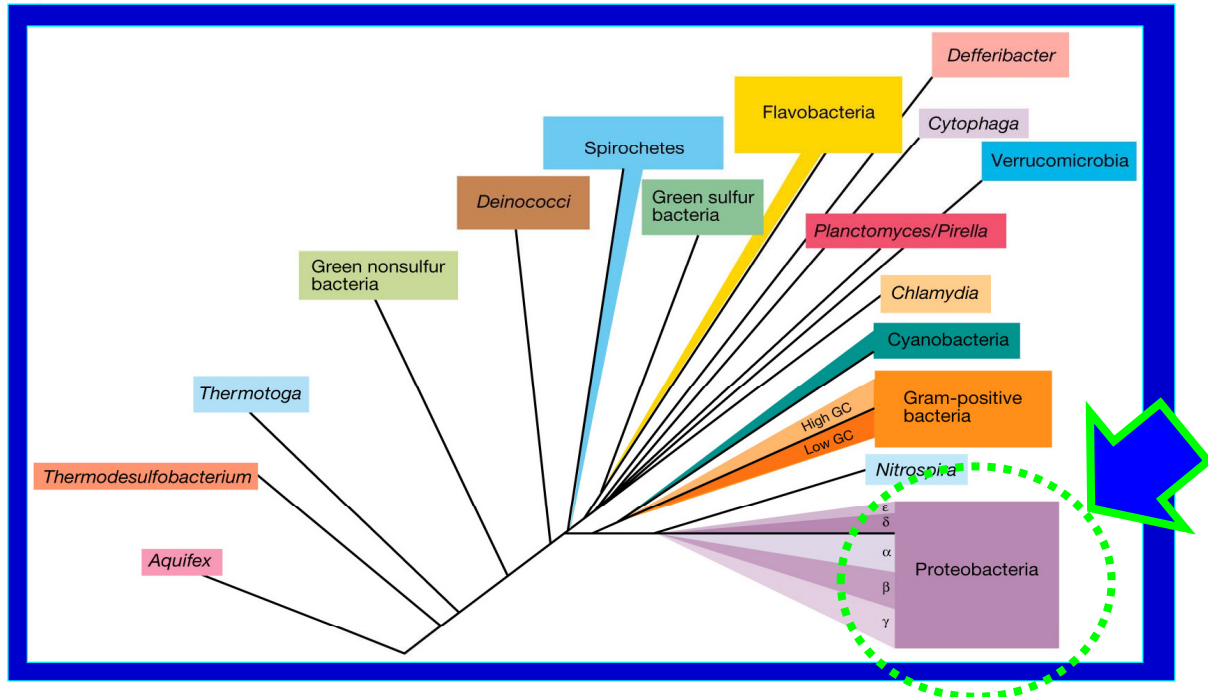 Defferibacter
Flavobacteria
Cytophaga
Spirochetes
Verrucomicrobia
Deinococci
Green sulfur
bacteria
Planctomyces/Pirella
Green nonsulfur
bacteria
Chlamydia
Cyanobacteria
Thermotoga
High GC
Gram-positive
bacteria
Low GC
Nitrospira
Thermodesulfobacterium
ε
δ
Aquifex
α
Proteobacteria
β
γ